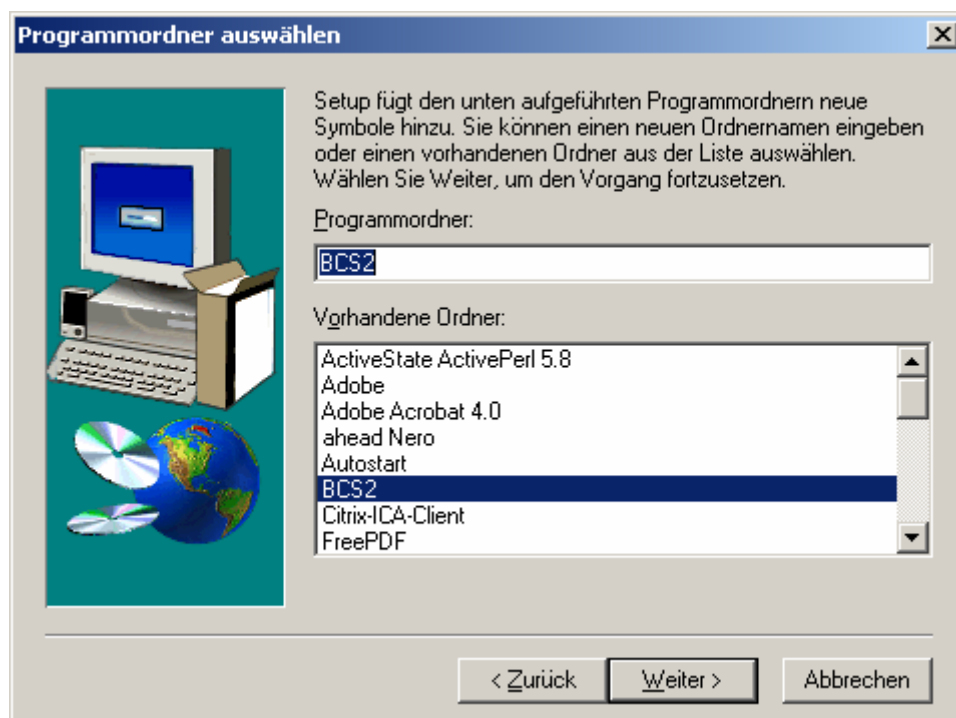 Programmordner auswählen
Setup fügt den unten aufgeführten Programmordnern neue
Symbole hinzu. Sie können einen neuen Ordnernamen eingeben
oder einen vorhandenen Ordner aus der Liste auswählen.
Wählen Sie Weiter, um den Vorgang fortzusetzen.
Programmordner:
BCS2
Vorhandene Ordner:
ActiveState ActivePerl 5.8
Adobe
Adobe Acrobat 4.0
ahead Nero
Autostart
BCS2
Citrix-ICA-Client
FreePDF
< Zurück
Weiter >
Abbrechen